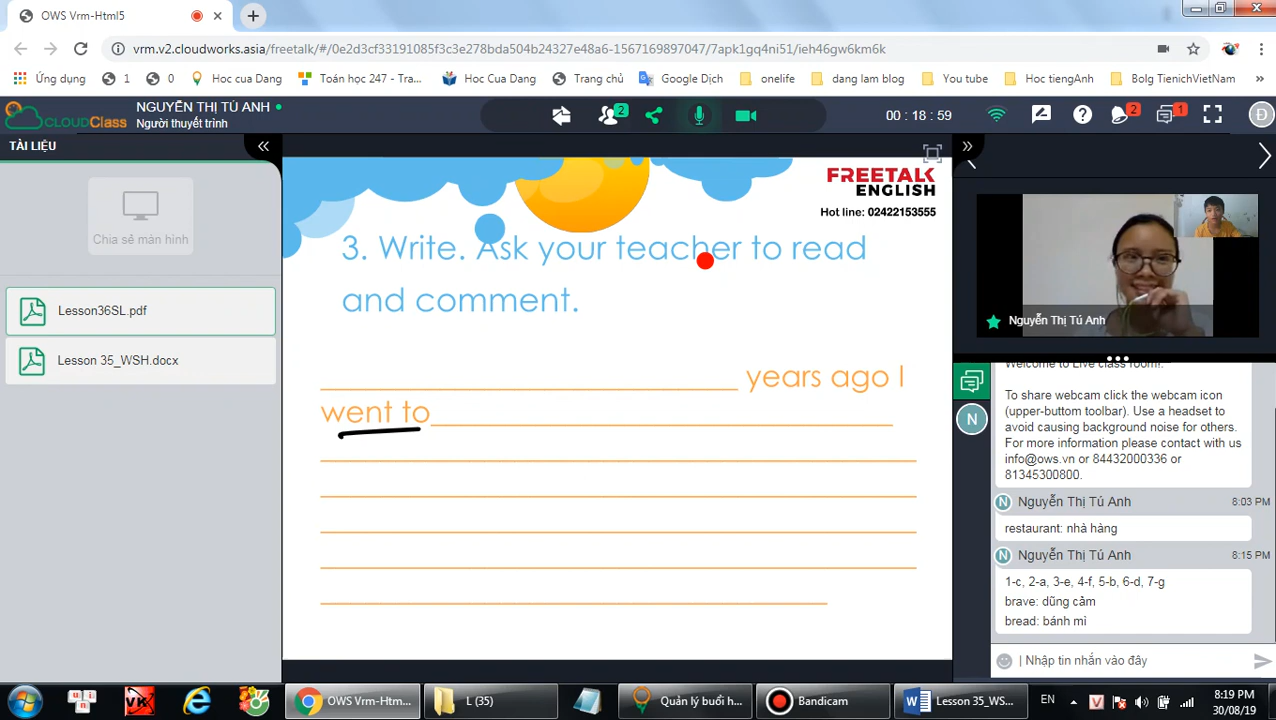 OWS Vrm-Html5
vrm.v2.cloudworks.asia/freetalk/#/0e2d3cf33191085f3c3e278bda504b24327e48a6-1567169897047/7apk1gq4ni51/ieh46gw6km6k
Ứng dụng
1
0
Hoc cua Dang
Toán học 247 - Tra...
Học Cua Dang
Trang chủ
Google Dịch
onelife
dang lam blog
You tube
Học tiengAnh
Bolg TienichVietNam
»
CLOUDClass
NGUYỄN THỊ TÚ ANH
Người thuyết trình
2
00 : 18 : 59
2
1
Đ
TÀI LIỆU
Chia sẻ màn hình
Lesson36SL.pdf
Lesson 35_WSH.docx
FREETALK
ENGLISH
Hot line: 02422153555
3. Write. Ask your teacher to read
and comment.
years ago I
went to
Nguyễn Thị Tú Anh
Welcome to Live class room!.
To share webcam click the webcam icon
(upper-buttom toolbar). Use a headset to
avoid causing background noise for others.
For more information please contact with us
info@ows.vn or 84432000336 or
81345300800.
N
N Nguyễn Thị Tú Anh 8:03 PM
restaurant: nhà hàng
N Nguyễn Thị Tú Anh 8:15 PM
1-c, 2-a, 3-e, 4-f, 5-b, 6-d, 7-g
brave: dũng cảm
bread: bánh mì
Nhập tin nhắn vào đây
OWS Vrm-Htm...
L (35)
Quản lý buổi h...
Bandicam
Lesson 35_WS...
EN
8:19 PM
30/08/19